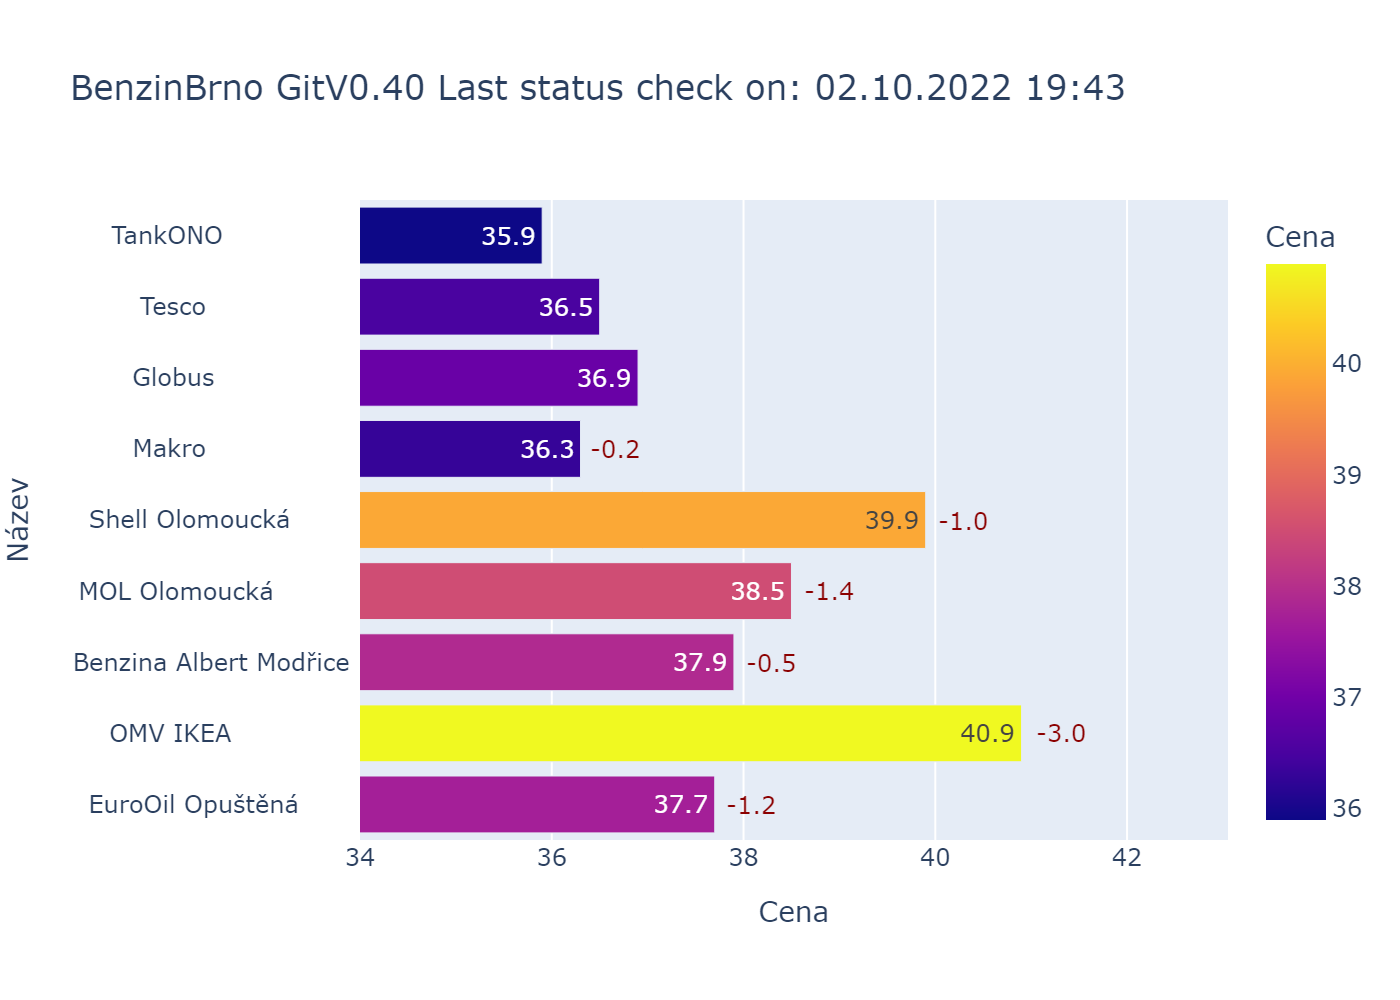 BenzinBrno GitV0.40 Last status check on: 02.10.2022 19:43
Název
TankONO 35.9
Tesco 36.5
Globus 36.9
Makro 36.3 -0.2
Shell Olomoucká 39.9 -1.0
MOL Olomoucká 38.5 -1.4
Benzina Albert Modřice 37.9 -0.5
OMV IKEA 40.9 -3.0
EuroOil Opuštěná 37.7 -1.2
34 36 38 40 42
Cena
Cena
40
39
38
37
36